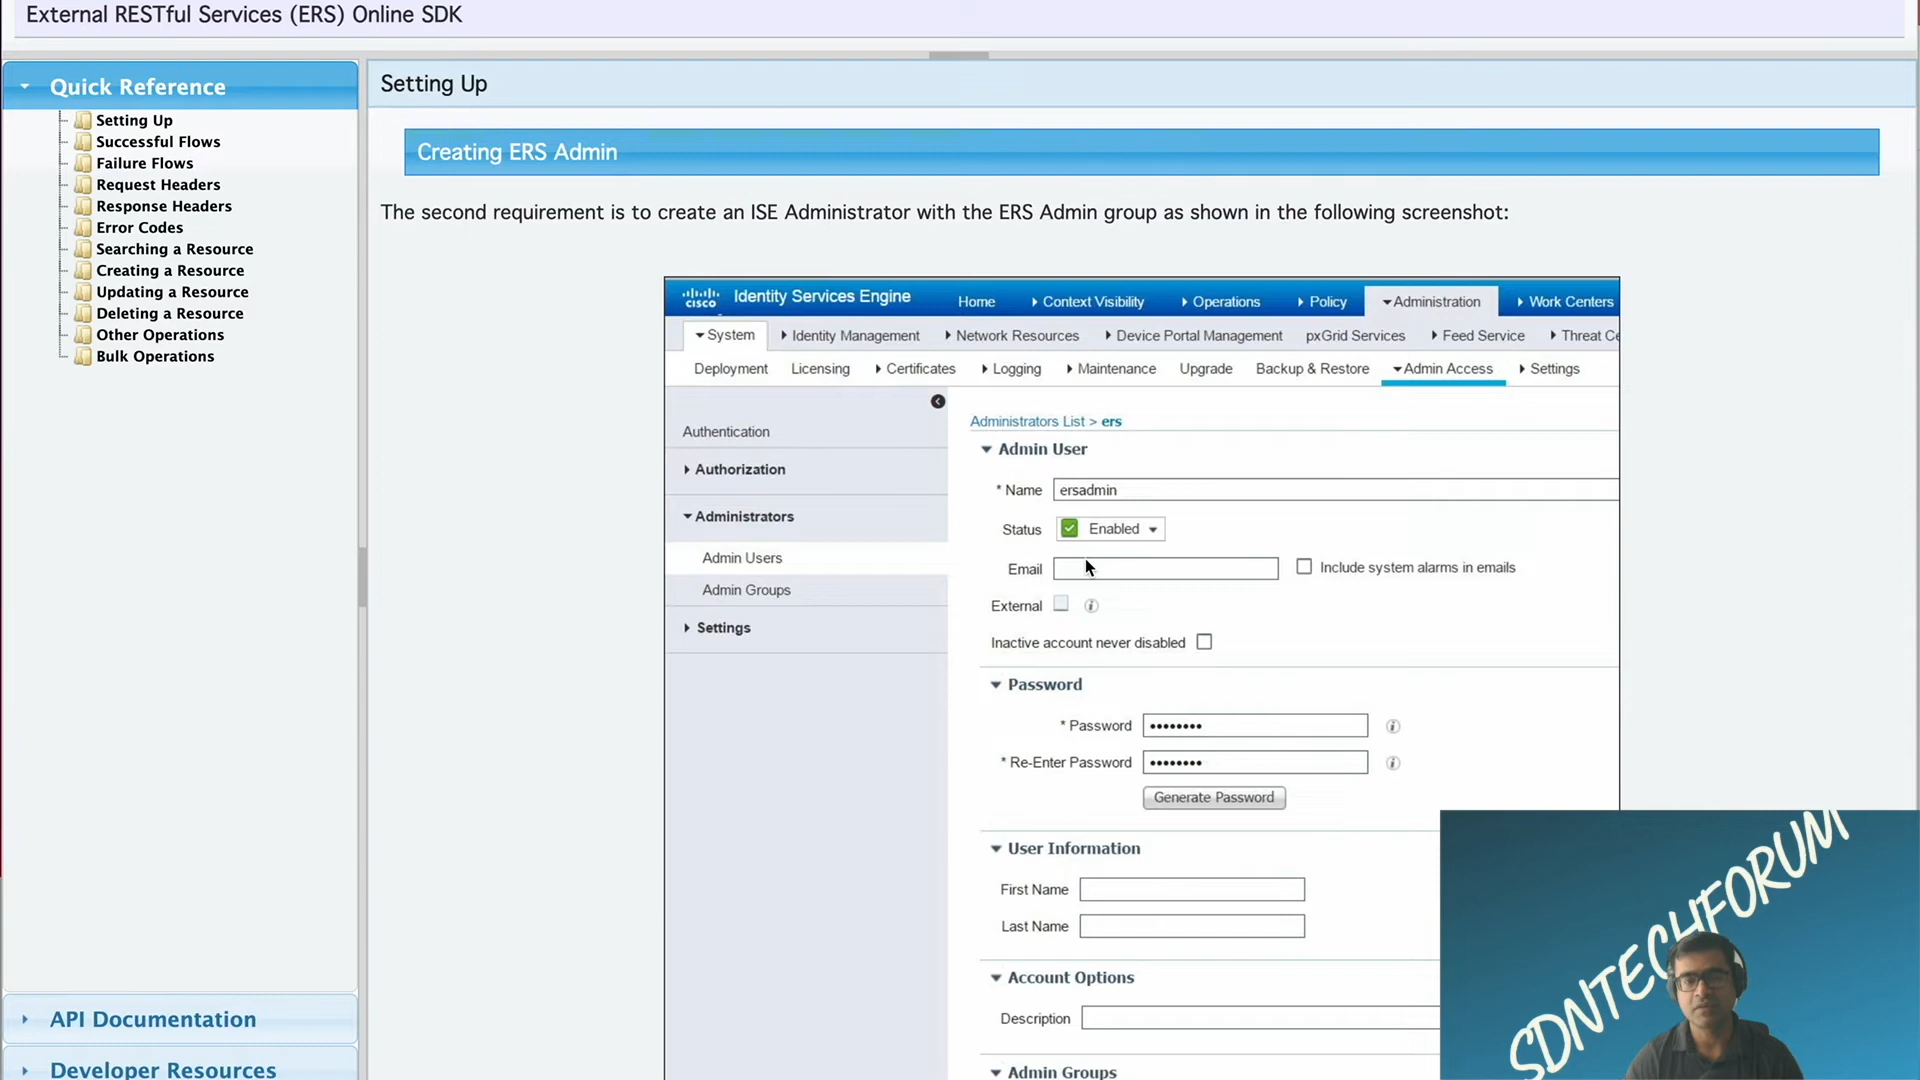 External RESTful Services (ERS) Online SDK
Quick Reference
Setting Up
Successful Flows
Failure Flows
Request Headers
Response Headers
Error Codes
Searching a Resource
Creating a Resource
Updating a Resource
Deleting a Resource
Other Operations
Bulk Operations
API Documentation
Developer Resources
Setting Up
Creating ERS Admin
The second requirement is to create an ISE Administrator with the ERS Admin group as shown in the following screenshot:
cisco Identity Services Engine Home Context Visibility Operations Policy Administration Work Centers
System Identity Management Network Resources Device Portal Management pxGrid Services Feed Service Threat Ce
Deployment Licensing Certificates Logging Maintenance Upgrade Backup & Restore Admin Access Settings
Authentication
Authorization
Administrators
Admin Users
Admin Groups
Settings
Administrators List > ers
Admin User
* Name ersadmin
Status Enabled
Email Include system alarms in emails
External
Inactive account never disabled
Password
* Password ••••••••
* Re-Enter Password ••••••••
Generate Password
User Information
First Name
Last Name
Account Options
Description
Admin Groups
SDNTECHFORUM